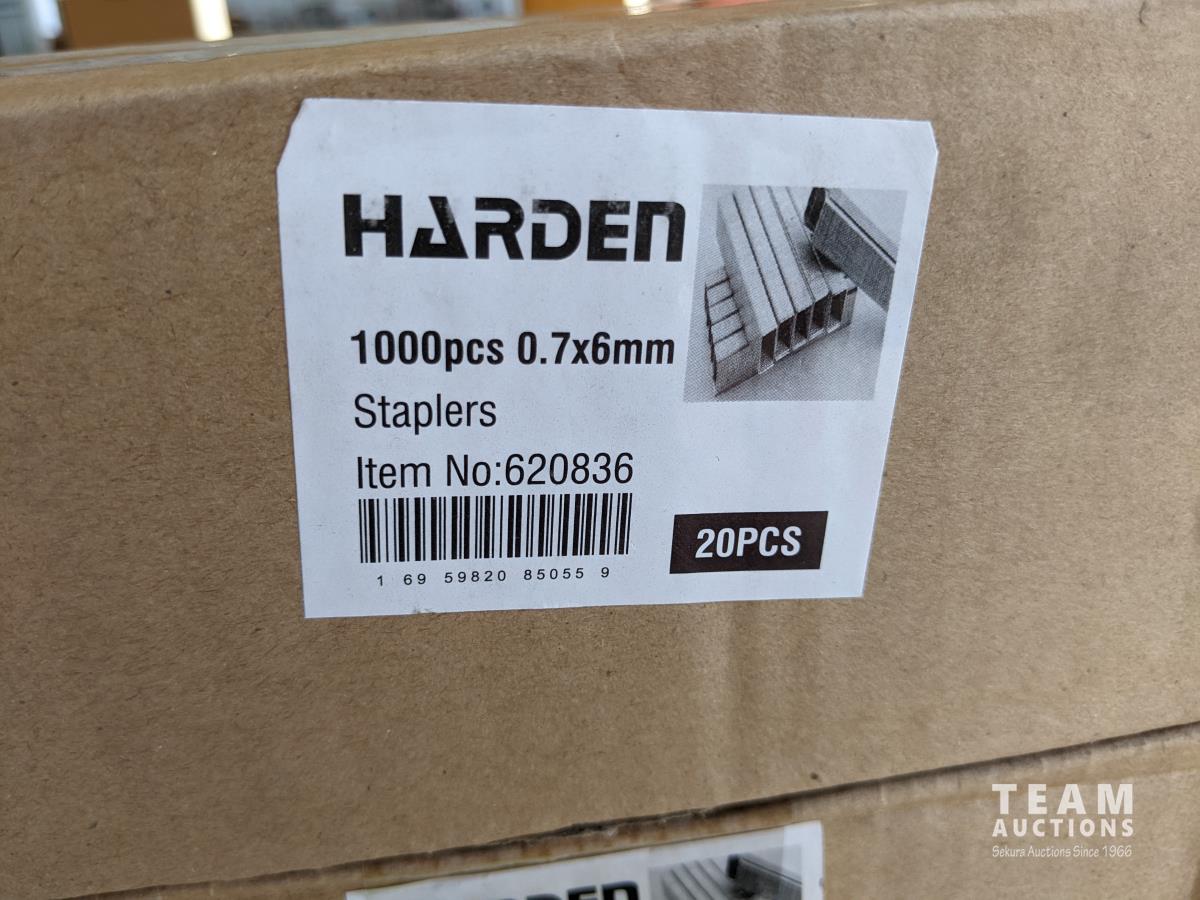 HARDEN
1000pcs 0.7x6mm
Staplers
Item No:620836
1 69 59820 85055 9
20PCS
TEAM
AUCTIONS
Sekura Auctions Since 1966
HARDEN